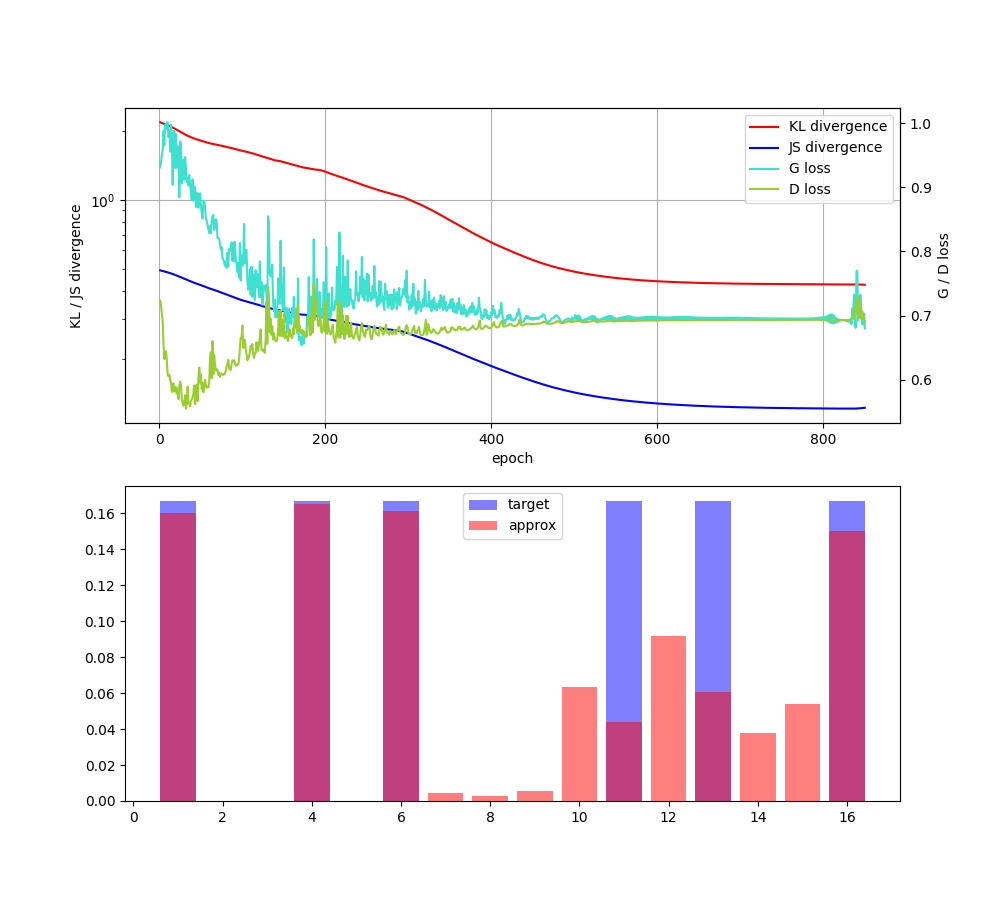 KL divergence
JS divergence
G loss
D loss
10^0
1.0
0.9
0.8
0.7
0.6
KL / JS divergence
G / D loss
0 200 400 600 800
epoch
target
approx
0.16
0.14
0.12
0.10
0.08
0.06
0.04
0.02
0.00
0 2 4 6 8 10 12 14 16